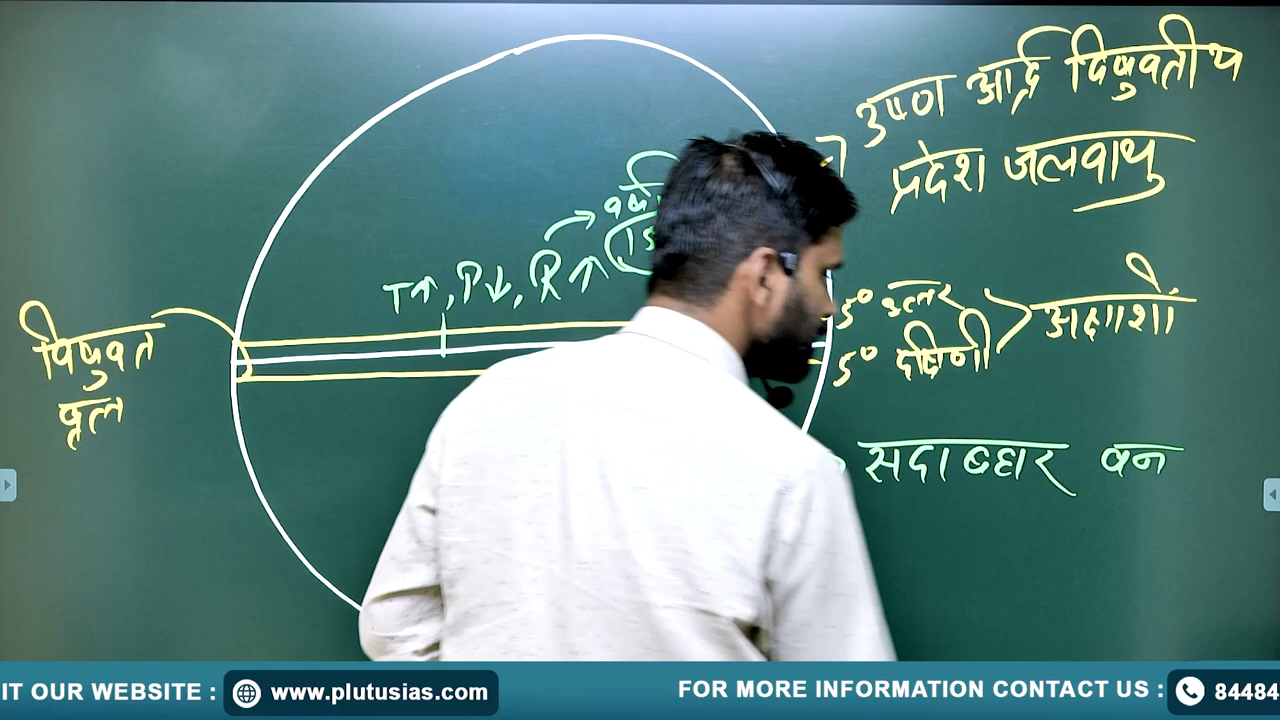 उष्ण आर्द्र विषुवतीय
प्रदेश जलवायु
T↑, P↓, R↑ →
5° उत्तर
5° दक्षिणी
> अक्षाशों
विषुवत
वृत्त
सदाबहार वन
IT OUR WEBSITE :
www.plutusias.com
FOR MORE INFORMATION CONTACT US :
84484